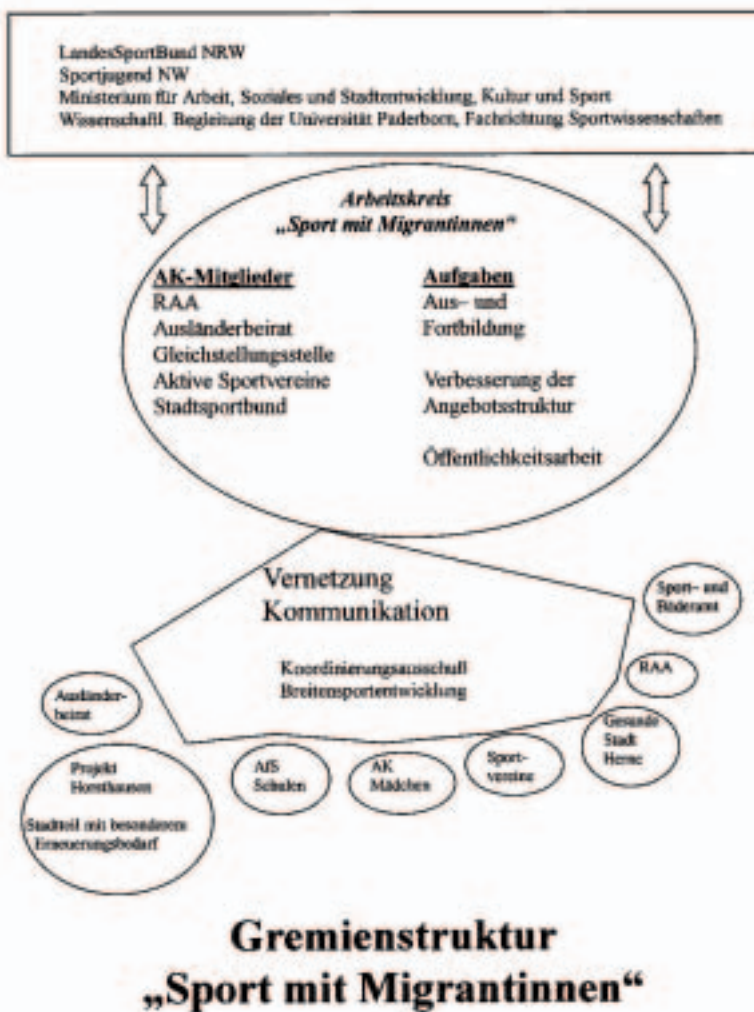 LandesSportBund NRW
Sportjugend NW
Ministerium für Arbeit, Soziales und Stadtentwicklung, Kultur und Sport
Wissenschaftl. Begleitung der Universität Paderborn, Fachrichtung Sportwissenschaften
Arbeitskreis
„Sport mit Migrantinnen“
AK-Mitglieder
RAA
Ausländerbeirat
Gleichstellungsstelle
Aktive Sportvereine
Stadtsportbund
Aufgaben
Aus– und
Fortbildung
Verbesserung der
Angebotsstruktur
Öffentlichkeitsarbeit
Vernetzung
Kommunikation
Koordinierungsausschuß
Breitensportentwicklung
Sport– und
Bäderamt
RAA
Gesunde
Stadt
Herne
Sport-
vereine
AK
Mädchen
AfS
Schulen
Ausländer-
beirat
Projekt
Horsthausen
Stadtteil mit besonderem
Erneuerungsbedarf
Gremienstruktur
„Sport mit Migrantinnen“